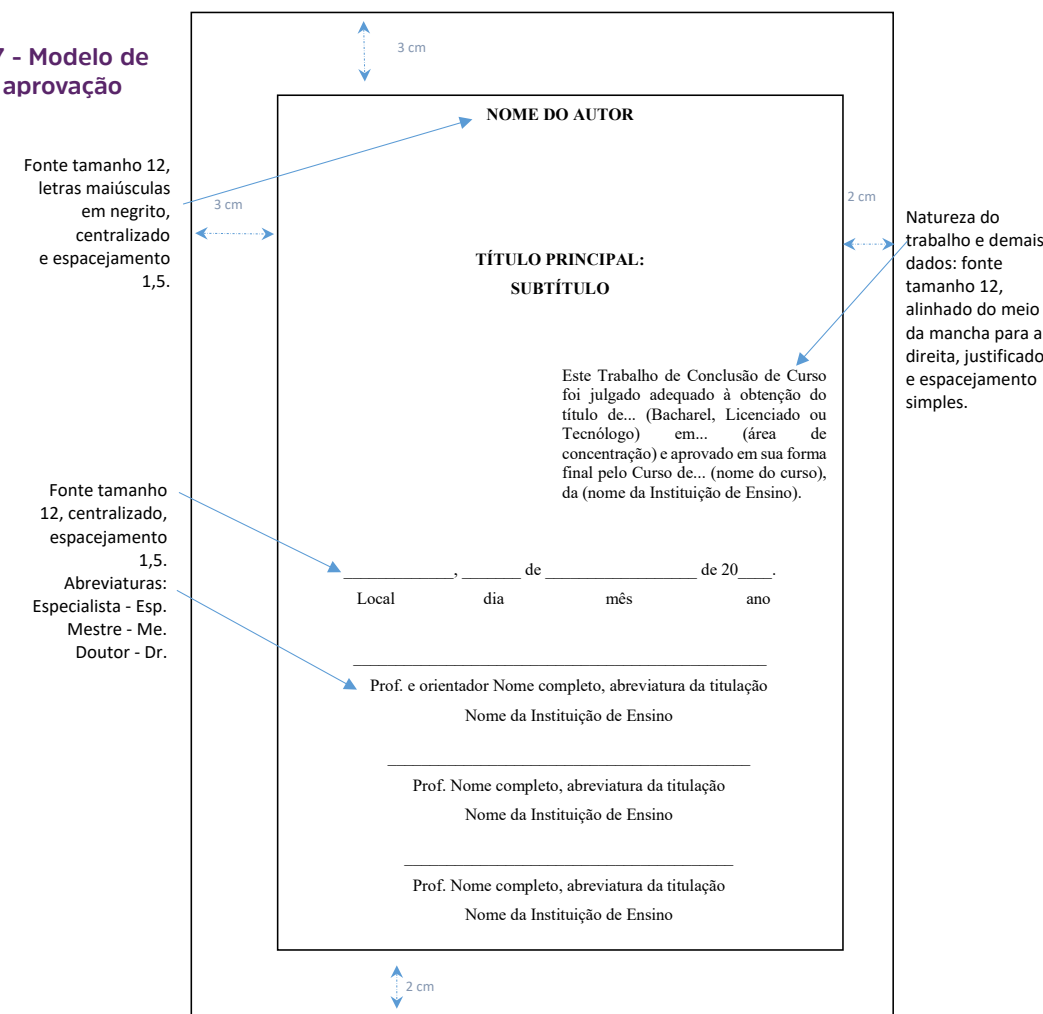 7 - Modelo de
aprovação
3 cm
NOME DO AUTOR
Fonte tamanho 12,
letras maiúsculas
em negrito,
centralizado
e espacejamento
1,5.
3 cm
2 cm
TÍTULO PRINCIPAL:
SUBTÍTULO
Natureza do
trabalho e demais
dados: fonte
tamanho 12,
alinhado do meio
da mancha para a
direita, justificado
e espacejamento
simples.
Este Trabalho de Conclusão de Curso
foi julgado adequado à obtenção do
título de... (Bacharel, Licenciado ou
Tecnólogo) em... (área de
concentração) e aprovado em sua forma
final pelo Curso de... (nome do curso),
da (nome da Instituição de Ensino).
Fonte tamanho
12, centralizado,
espacejamento
1,5.
Abreviaturas:
Especialista - Esp.
Mestre - Me.
Doutor - Dr.
_____________, _______ de __________________ de 20____.
Local dia mês ano
Prof. e orientador Nome completo, abreviatura da titulação
Nome da Instituição de Ensino
Prof. Nome completo, abreviatura da titulação
Nome da Instituição de Ensino
Prof. Nome completo, abreviatura da titulação
Nome da Instituição de Ensino
2 cm